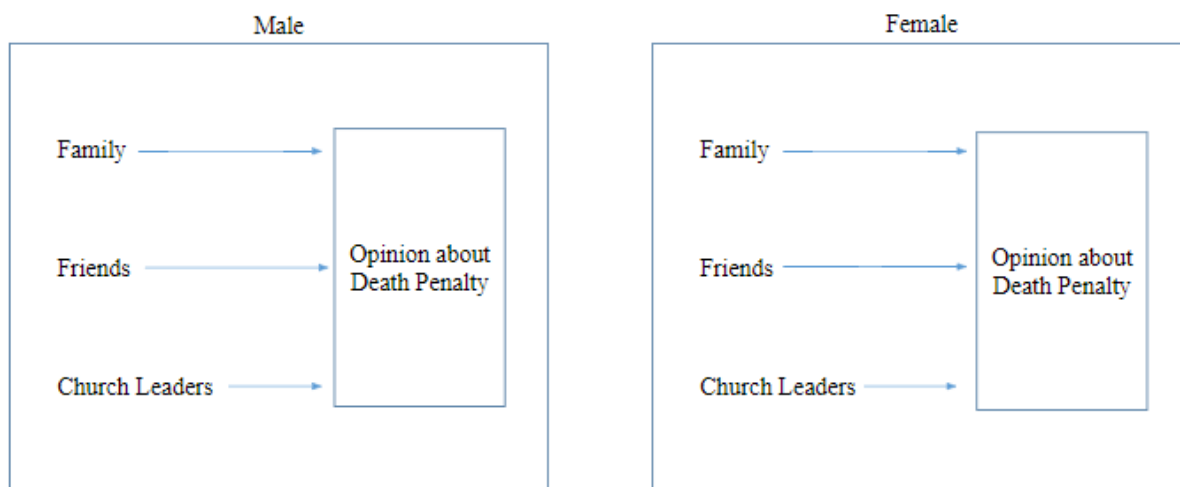 Male
Family
Friends
Opinion about
Death Penalty
Church Leaders
Female
Family
Friends
Opinion about
Death Penalty
Church Leaders